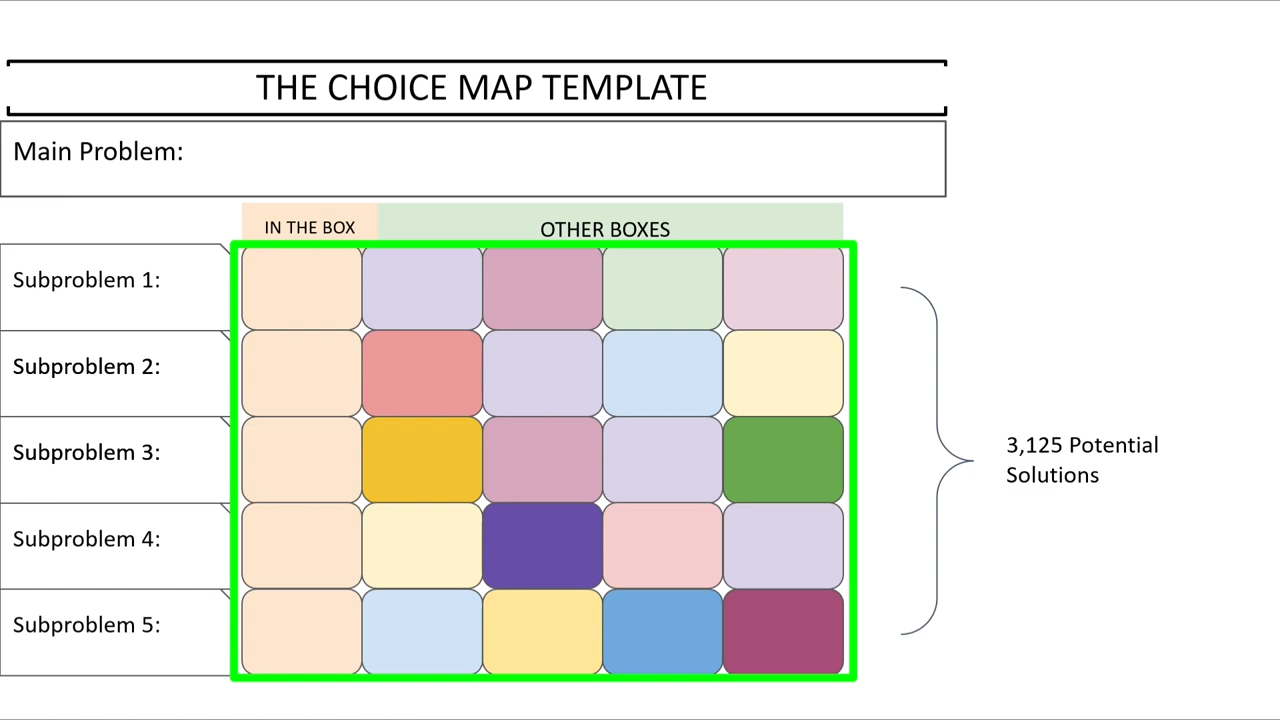 THE CHOICE MAP TEMPLATE
Main Problem:
IN THE BOX
OTHER BOXES
Subproblem 1:
Subproblem 2:
Subproblem 3:
Subproblem 4:
Subproblem 5:
3,125 Potential
Solutions